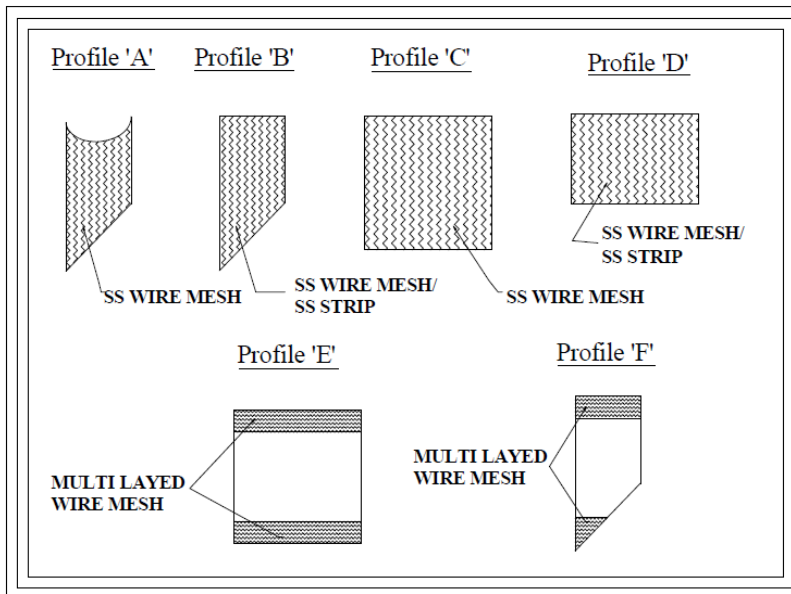 Profile 'A'
Profile 'B'
Profile 'C'
Profile 'D'
SS WIRE MESH
SS WIRE MESH/
SS STRIP
SS WIRE MESH
SS WIRE MESH/
SS STRIP
Profile 'E'
Profile 'F'
MULTI LAYED
WIRE MESH
MULTI LAYED
WIRE MESH